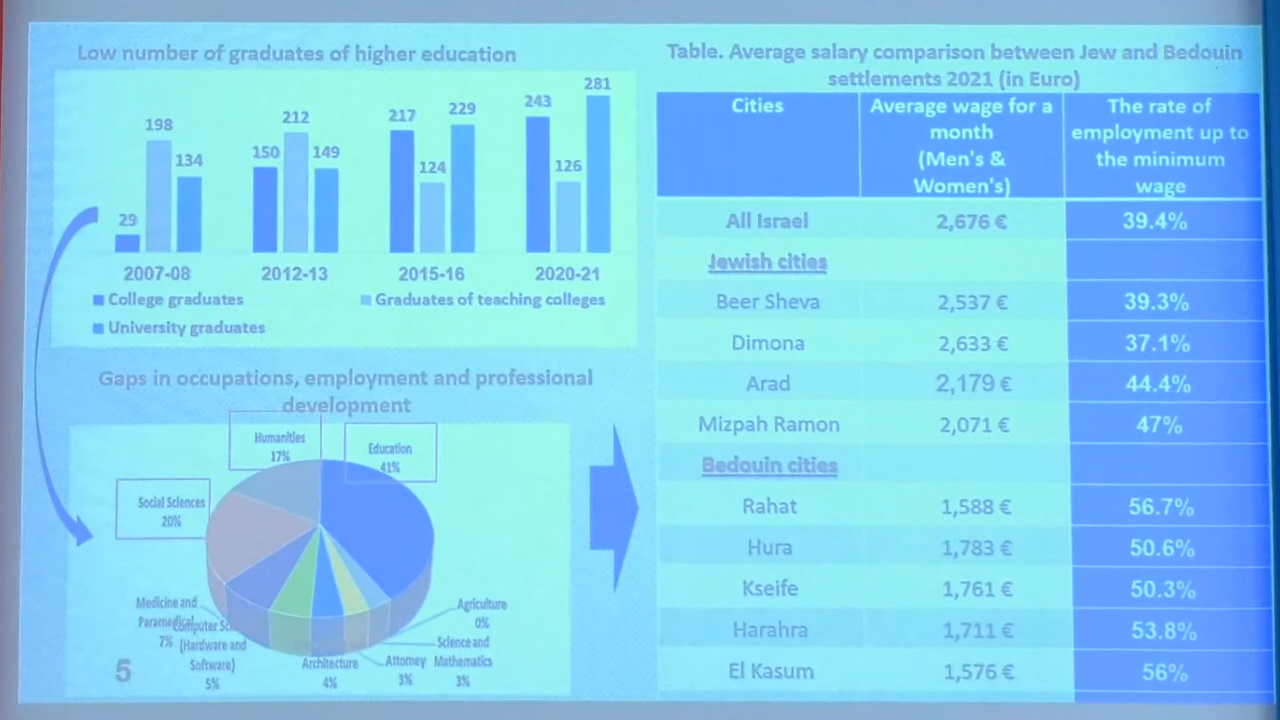 Low number of graduates of higher education
29
198
134
2007-08
150
212
149
2012-13
217
124
229
2015-16
243
126
281
2020-21
College graduates
Graduates of teaching colleges
University graduates
Gaps in occupations, employment and professional
development
Humanities
17%
Education
41%
Social Sciences
20%
Medicine and
Paramedical
7%
Computer Sc
(Hardware and
Software)
5%
Architecture
4%
Attorney
3%
Science and
Mathematics
3%
Agriculture
0%
5
Table. Average salary comparison between Jew and Bedouin
settlements 2021 (in Euro)
Cities
Average wage for a
month
(Men's &
Women's)
The rate of
employment up to
the minimum
wage
All Israel 2,676 € 39.4%
Jewish cities
Beer Sheva 2,537 € 39.3%
Dimona 2,633 € 37.1%
Arad 2,179 € 44.4%
Mizpah Ramon 2,071 € 47%
Bedouin cities
Rahat 1,588 € 56.7%
Hura 1,783 € 50.6%
Kseife 1,761 € 50.3%
Harahra 1,711 € 53.8%
El Kasum 1,576 € 56%